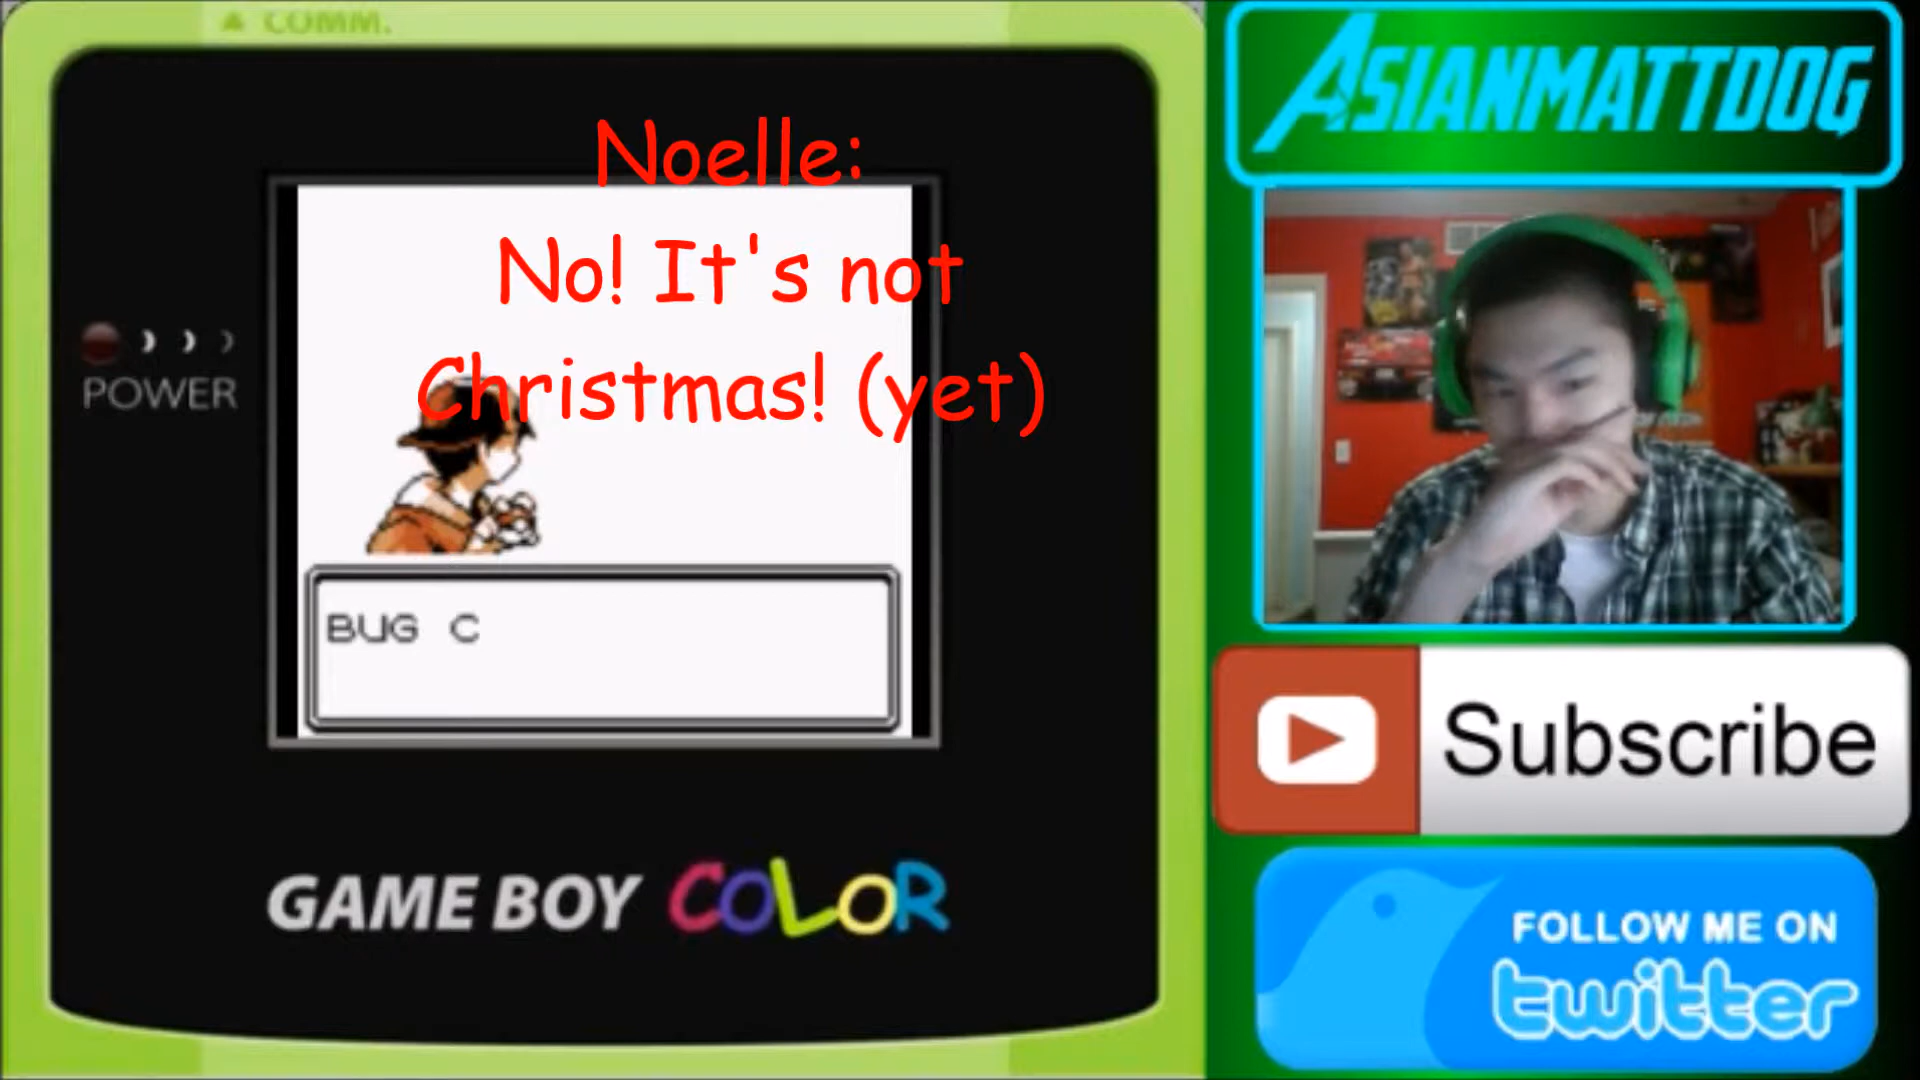 ▲ COMM.
Noelle:
No! It's not
Christmas! (yet)
POWER
BUG C
GAME BOY COLOR
ASIANMATTDOG
Subscribe
FOLLOW ME ON
twitter